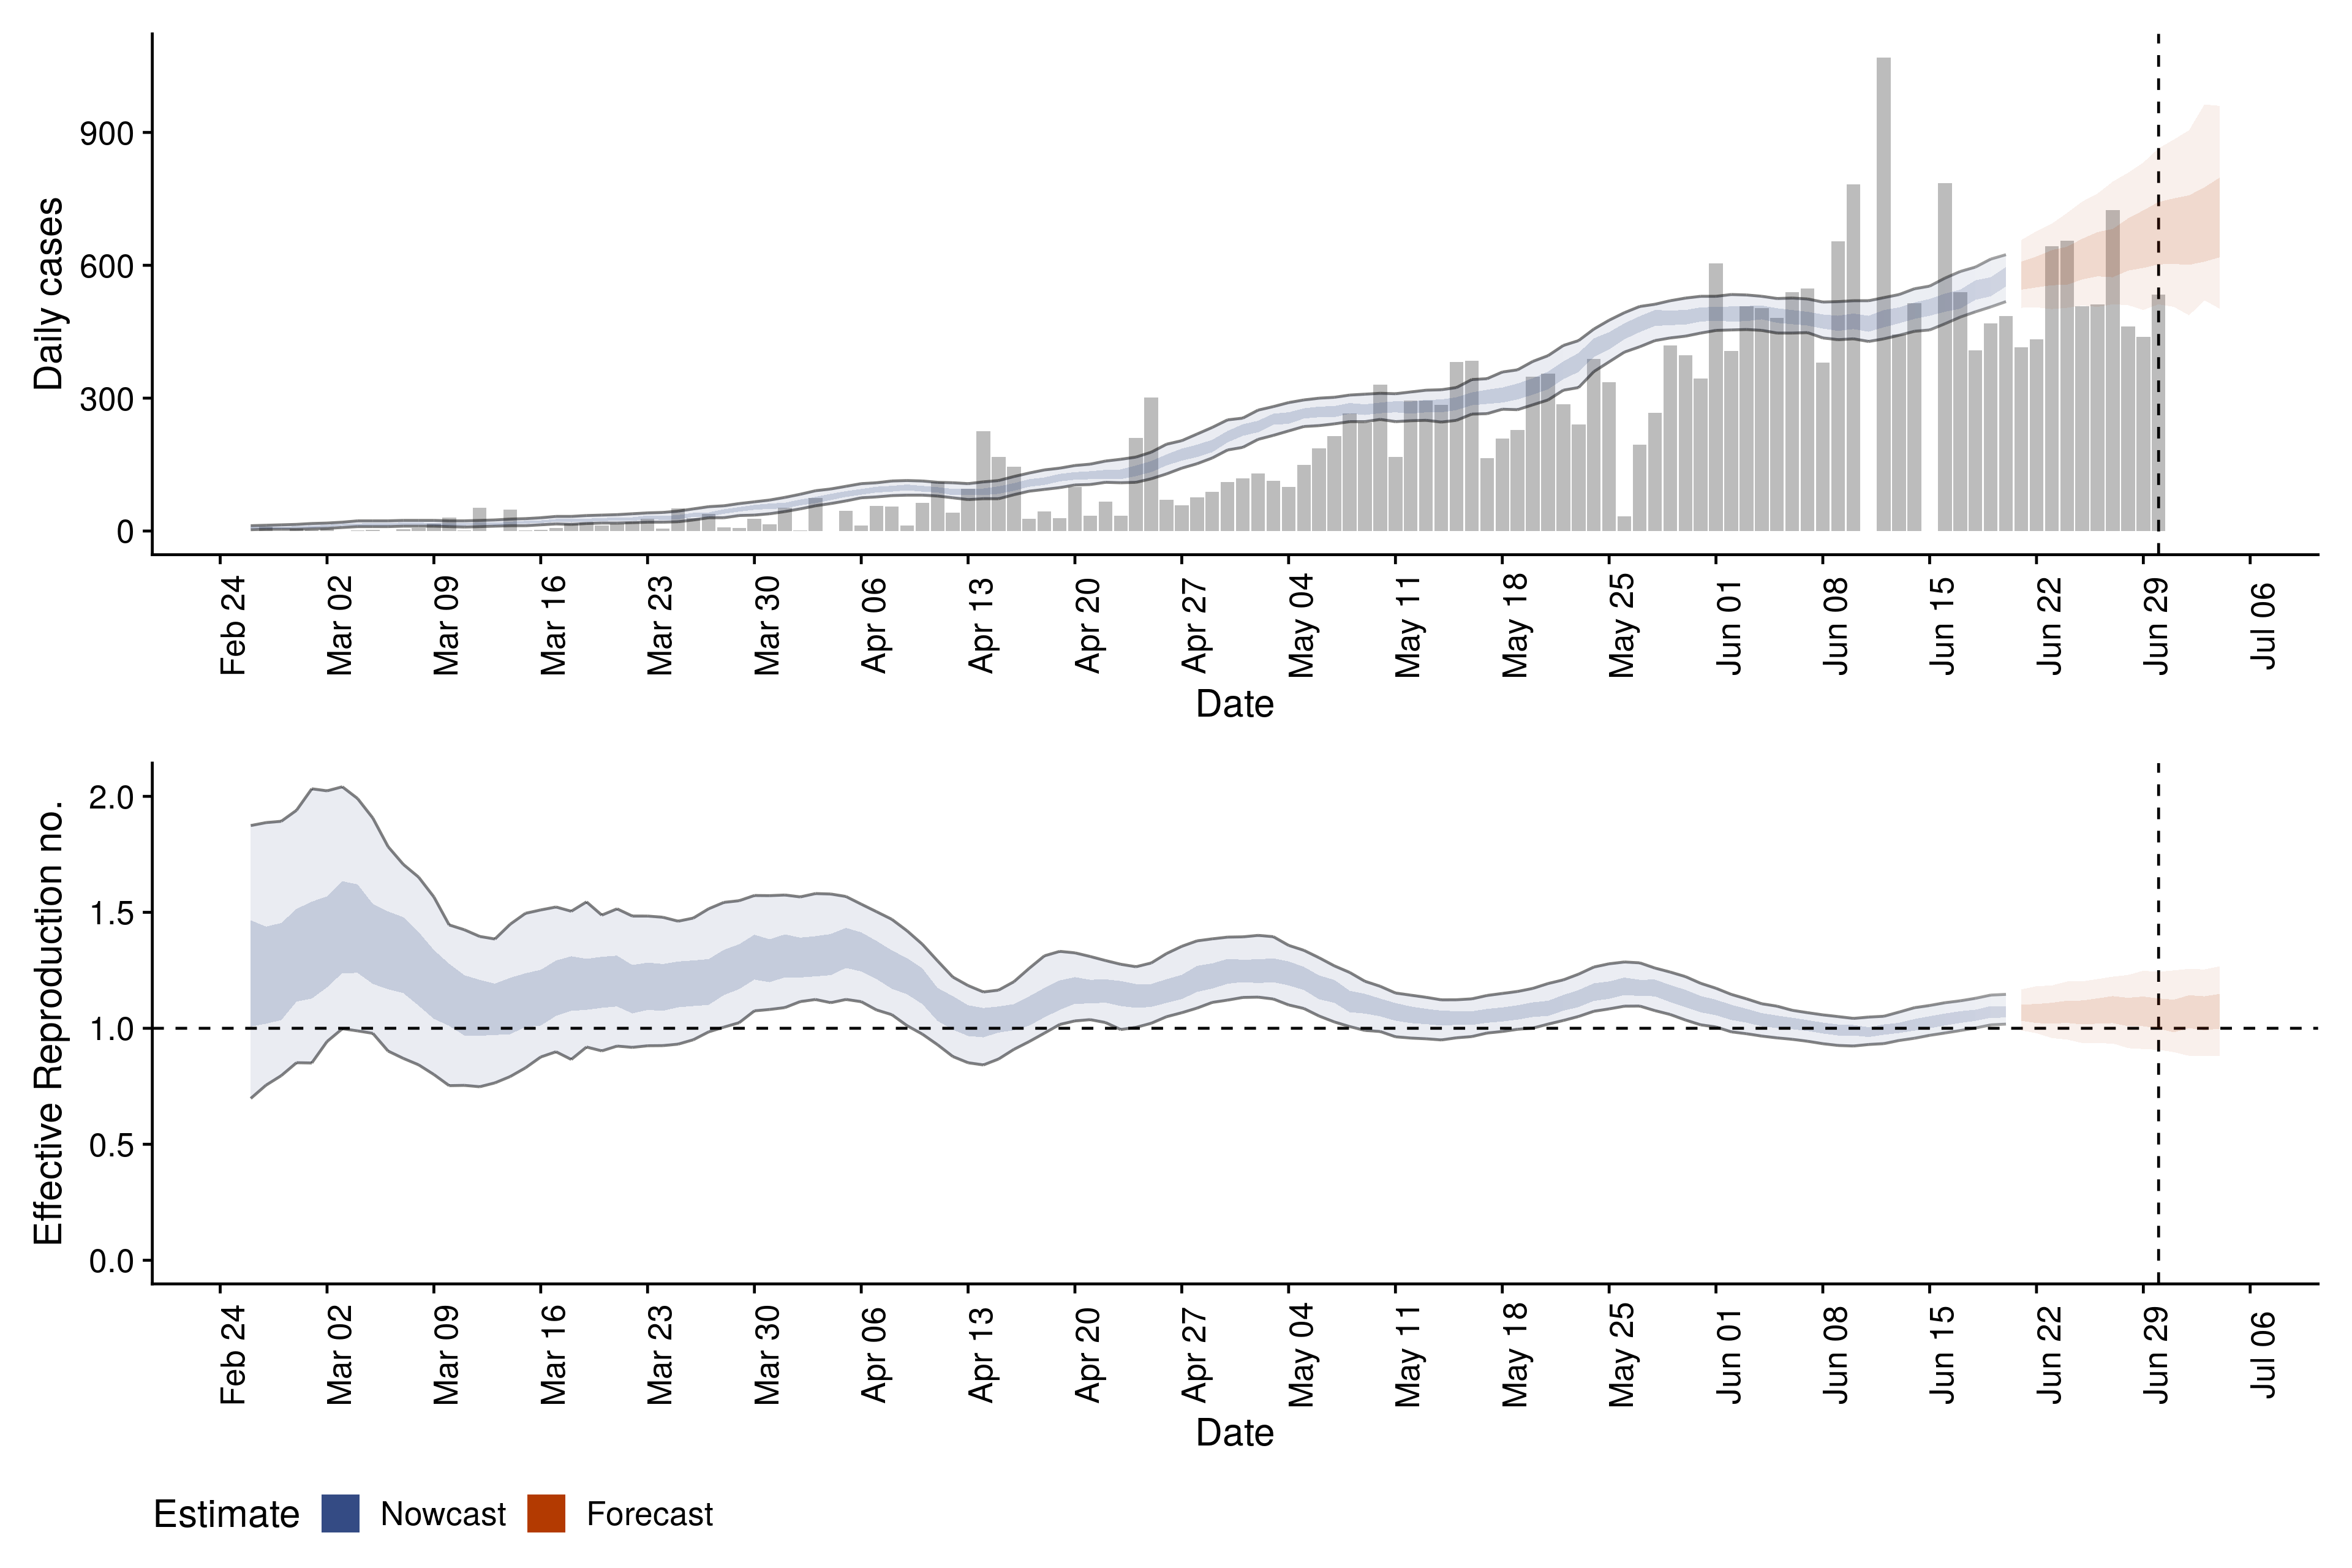 Daily cases
900
600
300
0
Feb 24
Mar 02
Mar 09
Mar 16
Mar 23
Mar 30
Apr 06
Apr 13
Apr 20
Apr 27
May 04
May 11
May 18
May 25
Jun 01
Jun 08
Jun 15
Jun 22
Jun 29
Jul 06
Date
Effective Reproduction no.
2.0
1.5
1.0
0.5
0.0
Feb 24
Mar 02
Mar 09
Mar 16
Mar 23
Mar 30
Apr 06
Apr 13
Apr 20
Apr 27
May 04
May 11
May 18
May 25
Jun 01
Jun 08
Jun 15
Jun 22
Jun 29
Jul 06
Date
Estimate Nowcast Forecast